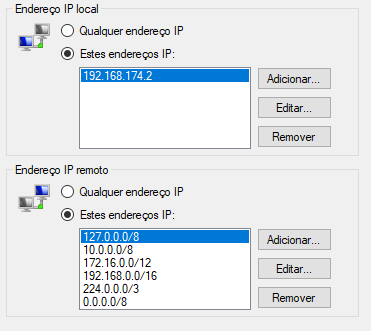 Endereço IP local
Qualquer endereço IP
Estes endereços IP:
192.168.174.2
Adicionar...
Editar...
Remover
Endereço IP remoto
Qualquer endereço IP
Estes endereços IP:
127.0.0.0/8
10.0.0.0/8
172.16.0.0/12
192.168.0.0/16
224.0.0.0/3
0.0.0.0/8
Adicionar...
Editar...
Remover